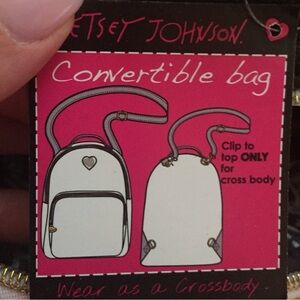 ETSEY JOHNSON.
Convertible bag
Clip to
top ONLY
for
cross body
Wear as a Crossbody